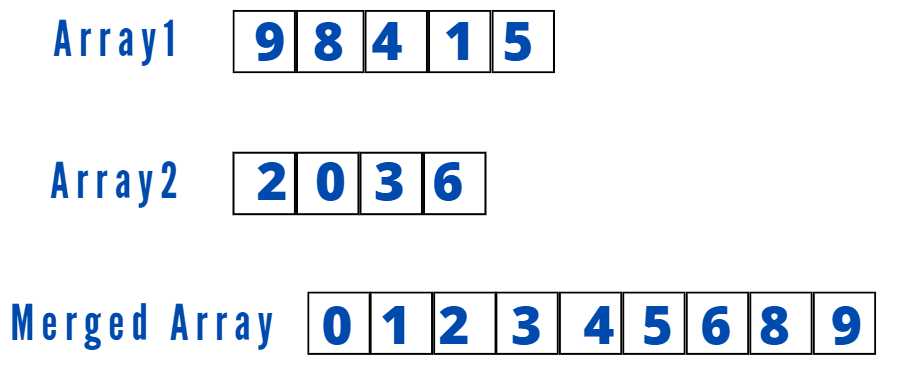 Array1 9 8 4 1 5
Array2 2 0 3 6
Merged Array 0 1 2 3 4 5 6 8 9